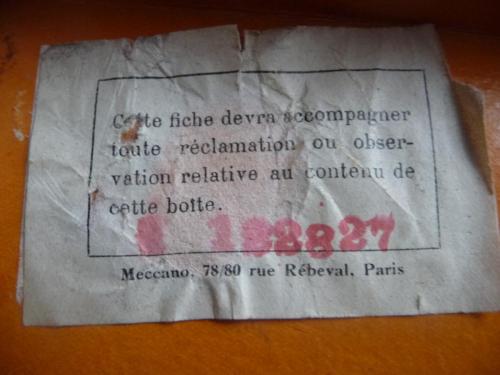 Cette fiche devra accompagner
toute réclamation ou obser-
vation relative au contenu de
cette boîte.
Meccano, 78/80 rue Rébeval, Paris